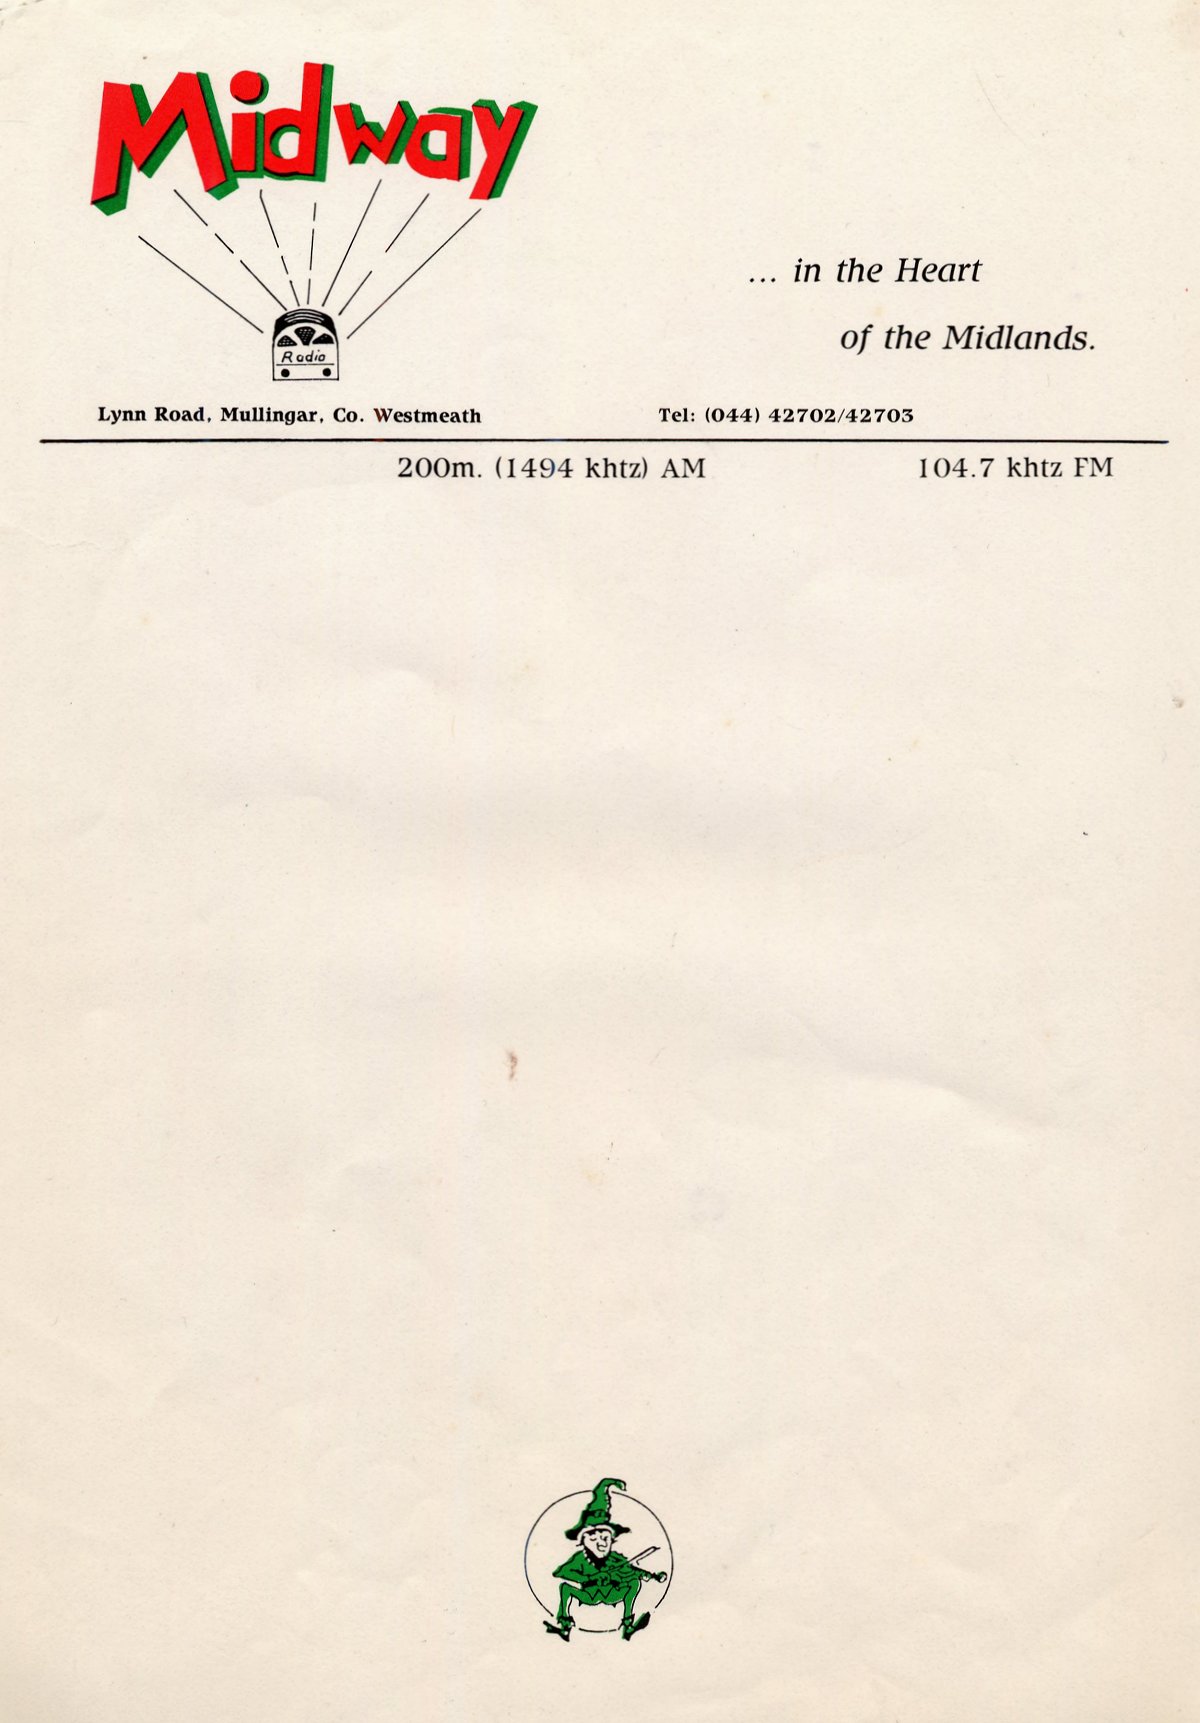 Midway
... in the Heart
of the Midlands.
Radio
Lynn Road, Mullingar, Co. Westmeath
Tel: (044) 42702/42703
200m. (1494 khtz) AM
104.7 khtz FM